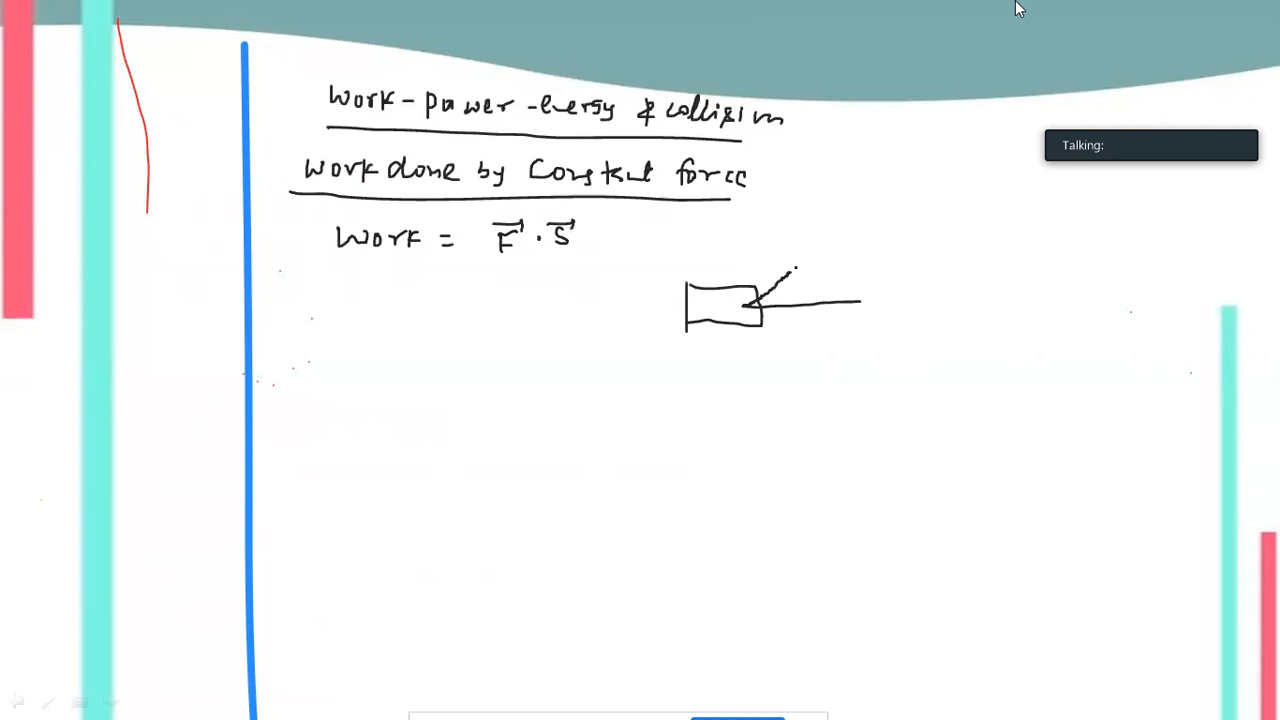 Work-power-energy & collision
Work done by Constant force
Work = F⃗ . S⃗
Talking: